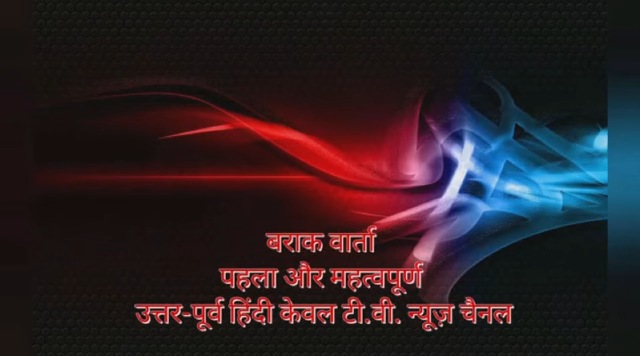 बराक वार्ता
पहला और महत्वपूर्ण
उत्तर-पूर्व हिंदी केवल टी.वी. न्यूज़ चैनल